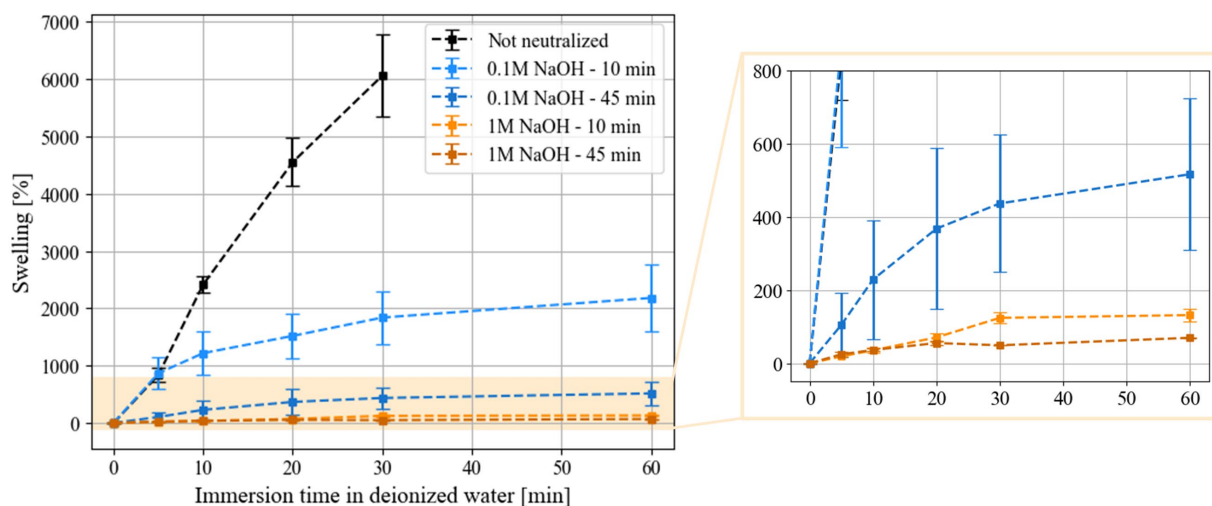 7000
6000
5000
4000
3000
2000
1000
0
Swelling [%]
0 10 20 30 40 50 60
Immersion time in deionized water [min]
Not neutralized
0.1M NaOH - 10 min
0.1M NaOH - 45 min
1M NaOH - 10 min
1M NaOH - 45 min
800
600
400
200
0
0 10 20 30 40 50 60